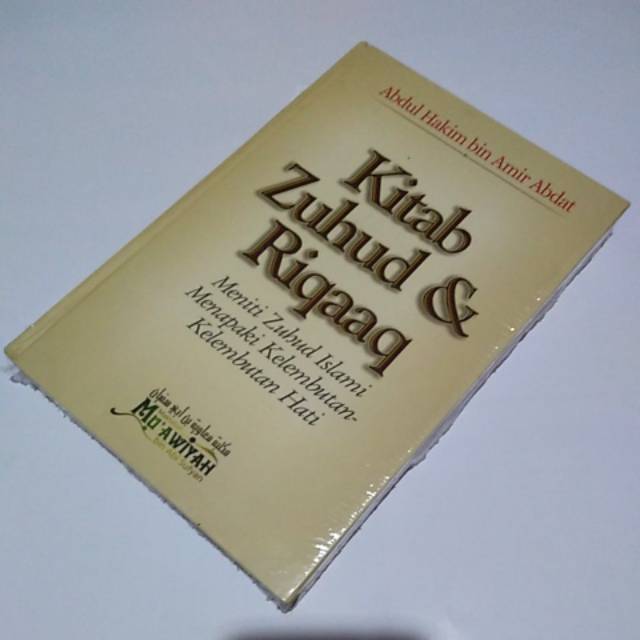 Abdul Hakim bin Amir Abdat
Kitab
Zuhud &
Riqaaq
Meniti Zuhud Islami
Menapaki Kelembutan-
Kelembutan Hati
MU'AWIYAH